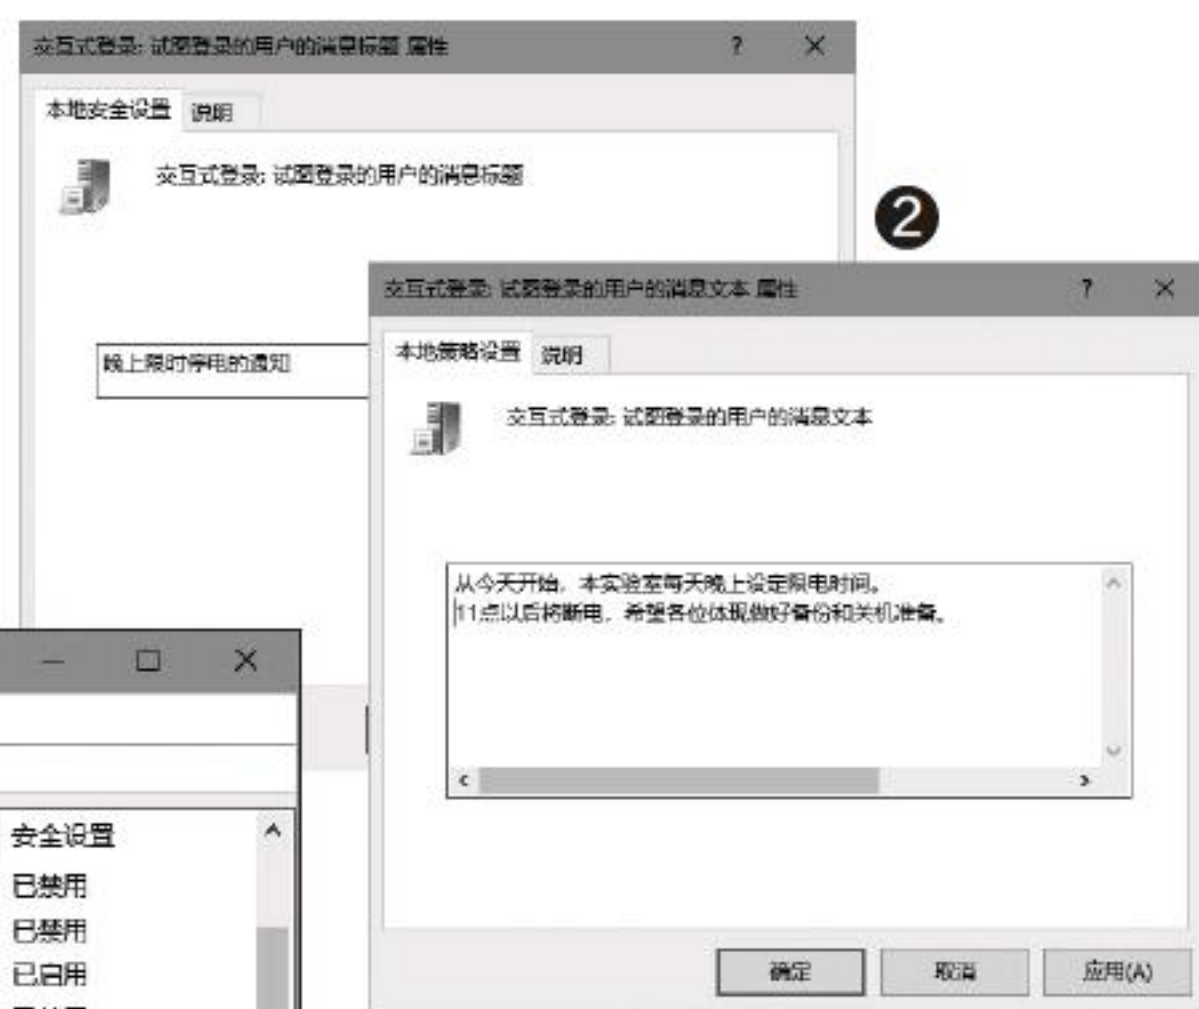 交互式登录: 试图登录的用户的消息标题 属性
?
本地安全设置 说明
交互式登录: 试图登录的用户的消息标题
晚上限时停电的通知
2
交互式登录: 试图登录的用户的消息文本 属性
?
本地策略设置 说明
交互式登录: 试图登录的用户的消息文本
从今天开始，本实验室每天晚上设定限电时间。
11点以后将断电，希望各位体现做好备份和关机准备。
确定 取消 应用(A)
安全设置
已禁用
已禁用
已启用